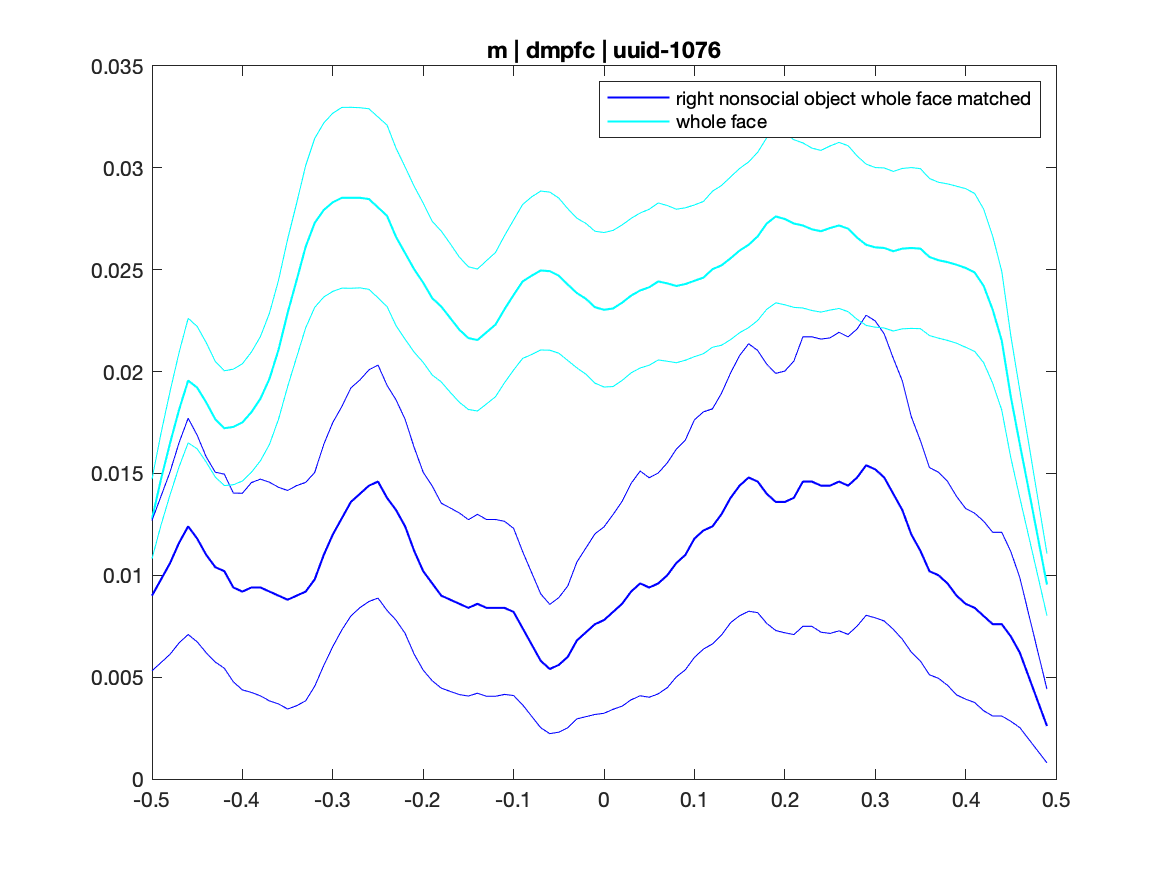 m | dmpfc | uuid-1076
right nonsocial object whole face matched
whole face
0.035
0.03
0.025
0.02
0.015
0.01
0.005
0
-0.5 -0.4 -0.3 -0.2 -0.1 0 0.1 0.2 0.3 0.4 0.5